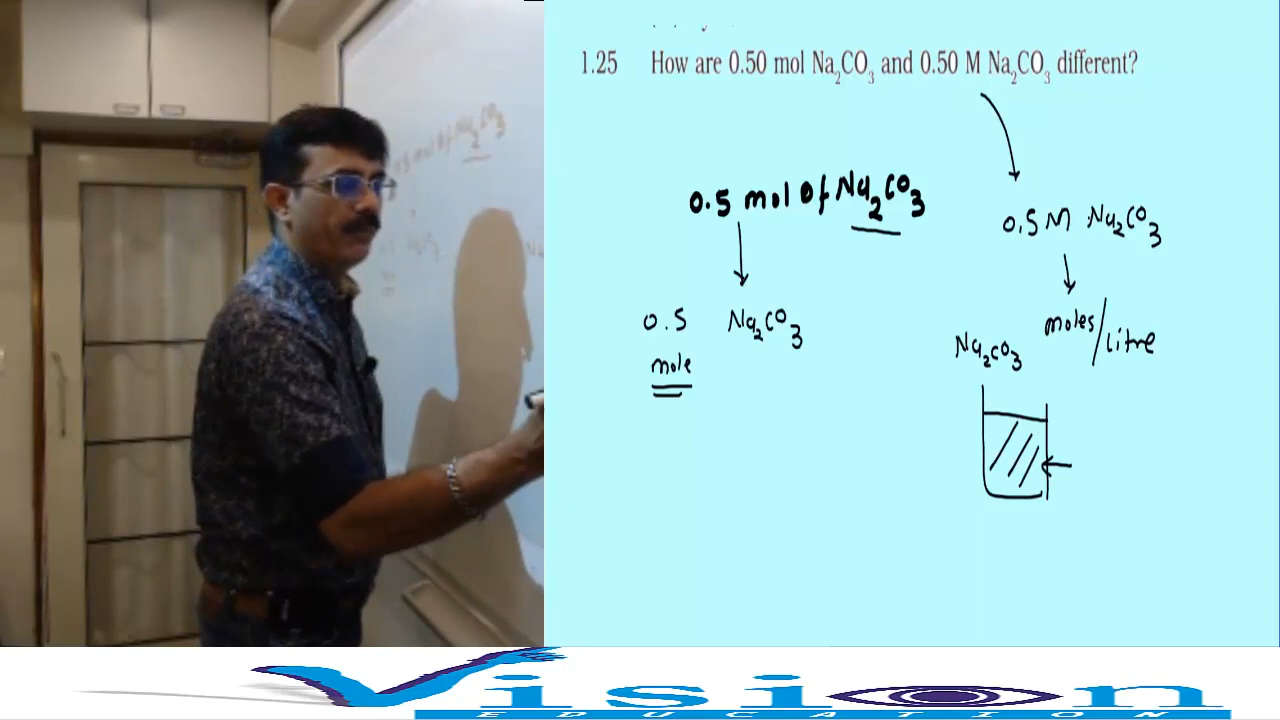 1.25 How are 0.50 mol Na₂CO₃ and 0.50 M Na₂CO₃ different?
0.5 mol of Na₂CO₃
0.5 M Na₂CO₃
0.5 Na₂CO₃
mole
moles/litre
Na₂CO₃
Vision
EDUCATION